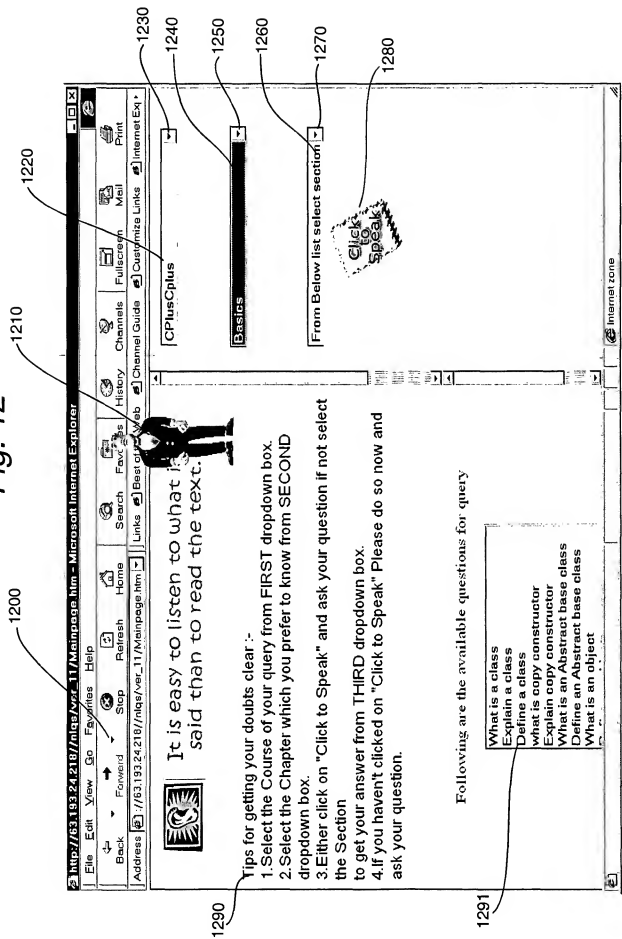 Fig. 12
1200
1210
1220
1230
1240
1250
1260
1270
1280
1290
1291
http://63.193.24.218//nlqs/ver_11/Mainpage.htm - Microsoft Internet Explorer
File Edit View Go Favorites Help
Back Forward Stop Refresh Home Search Favorites History Channels Fullscreen Mail Print
Address ://63.193.24.218//nlqs/ver_11/Mainpage.htm Links Best of the Web Channel Guide Customize Links Internet Exp
It is easy to listen to what
said than to read the text.
Tips for getting your doubts clear :-
1.Select the Course of your query from FIRST dropdown box.
2.Select the Chapter which you prefer to know from SECOND
dropdown box.
3.Either click on "Click to Speak" and ask your question if not select
the Section
to get your answer from THIRD dropdown box.
4.If you haven't clicked on "Click to Speak" Please do so now and
ask your question.
Following are the available questions for query
What is a class
Explain a class
Define a class
what is copy constructor
Explain copy constructor
What is an Abstract base class
Define an Abstract base class
What is an object
CPlusCplus
Basics
From Below list select section
Click
to
Speak
Internet zone